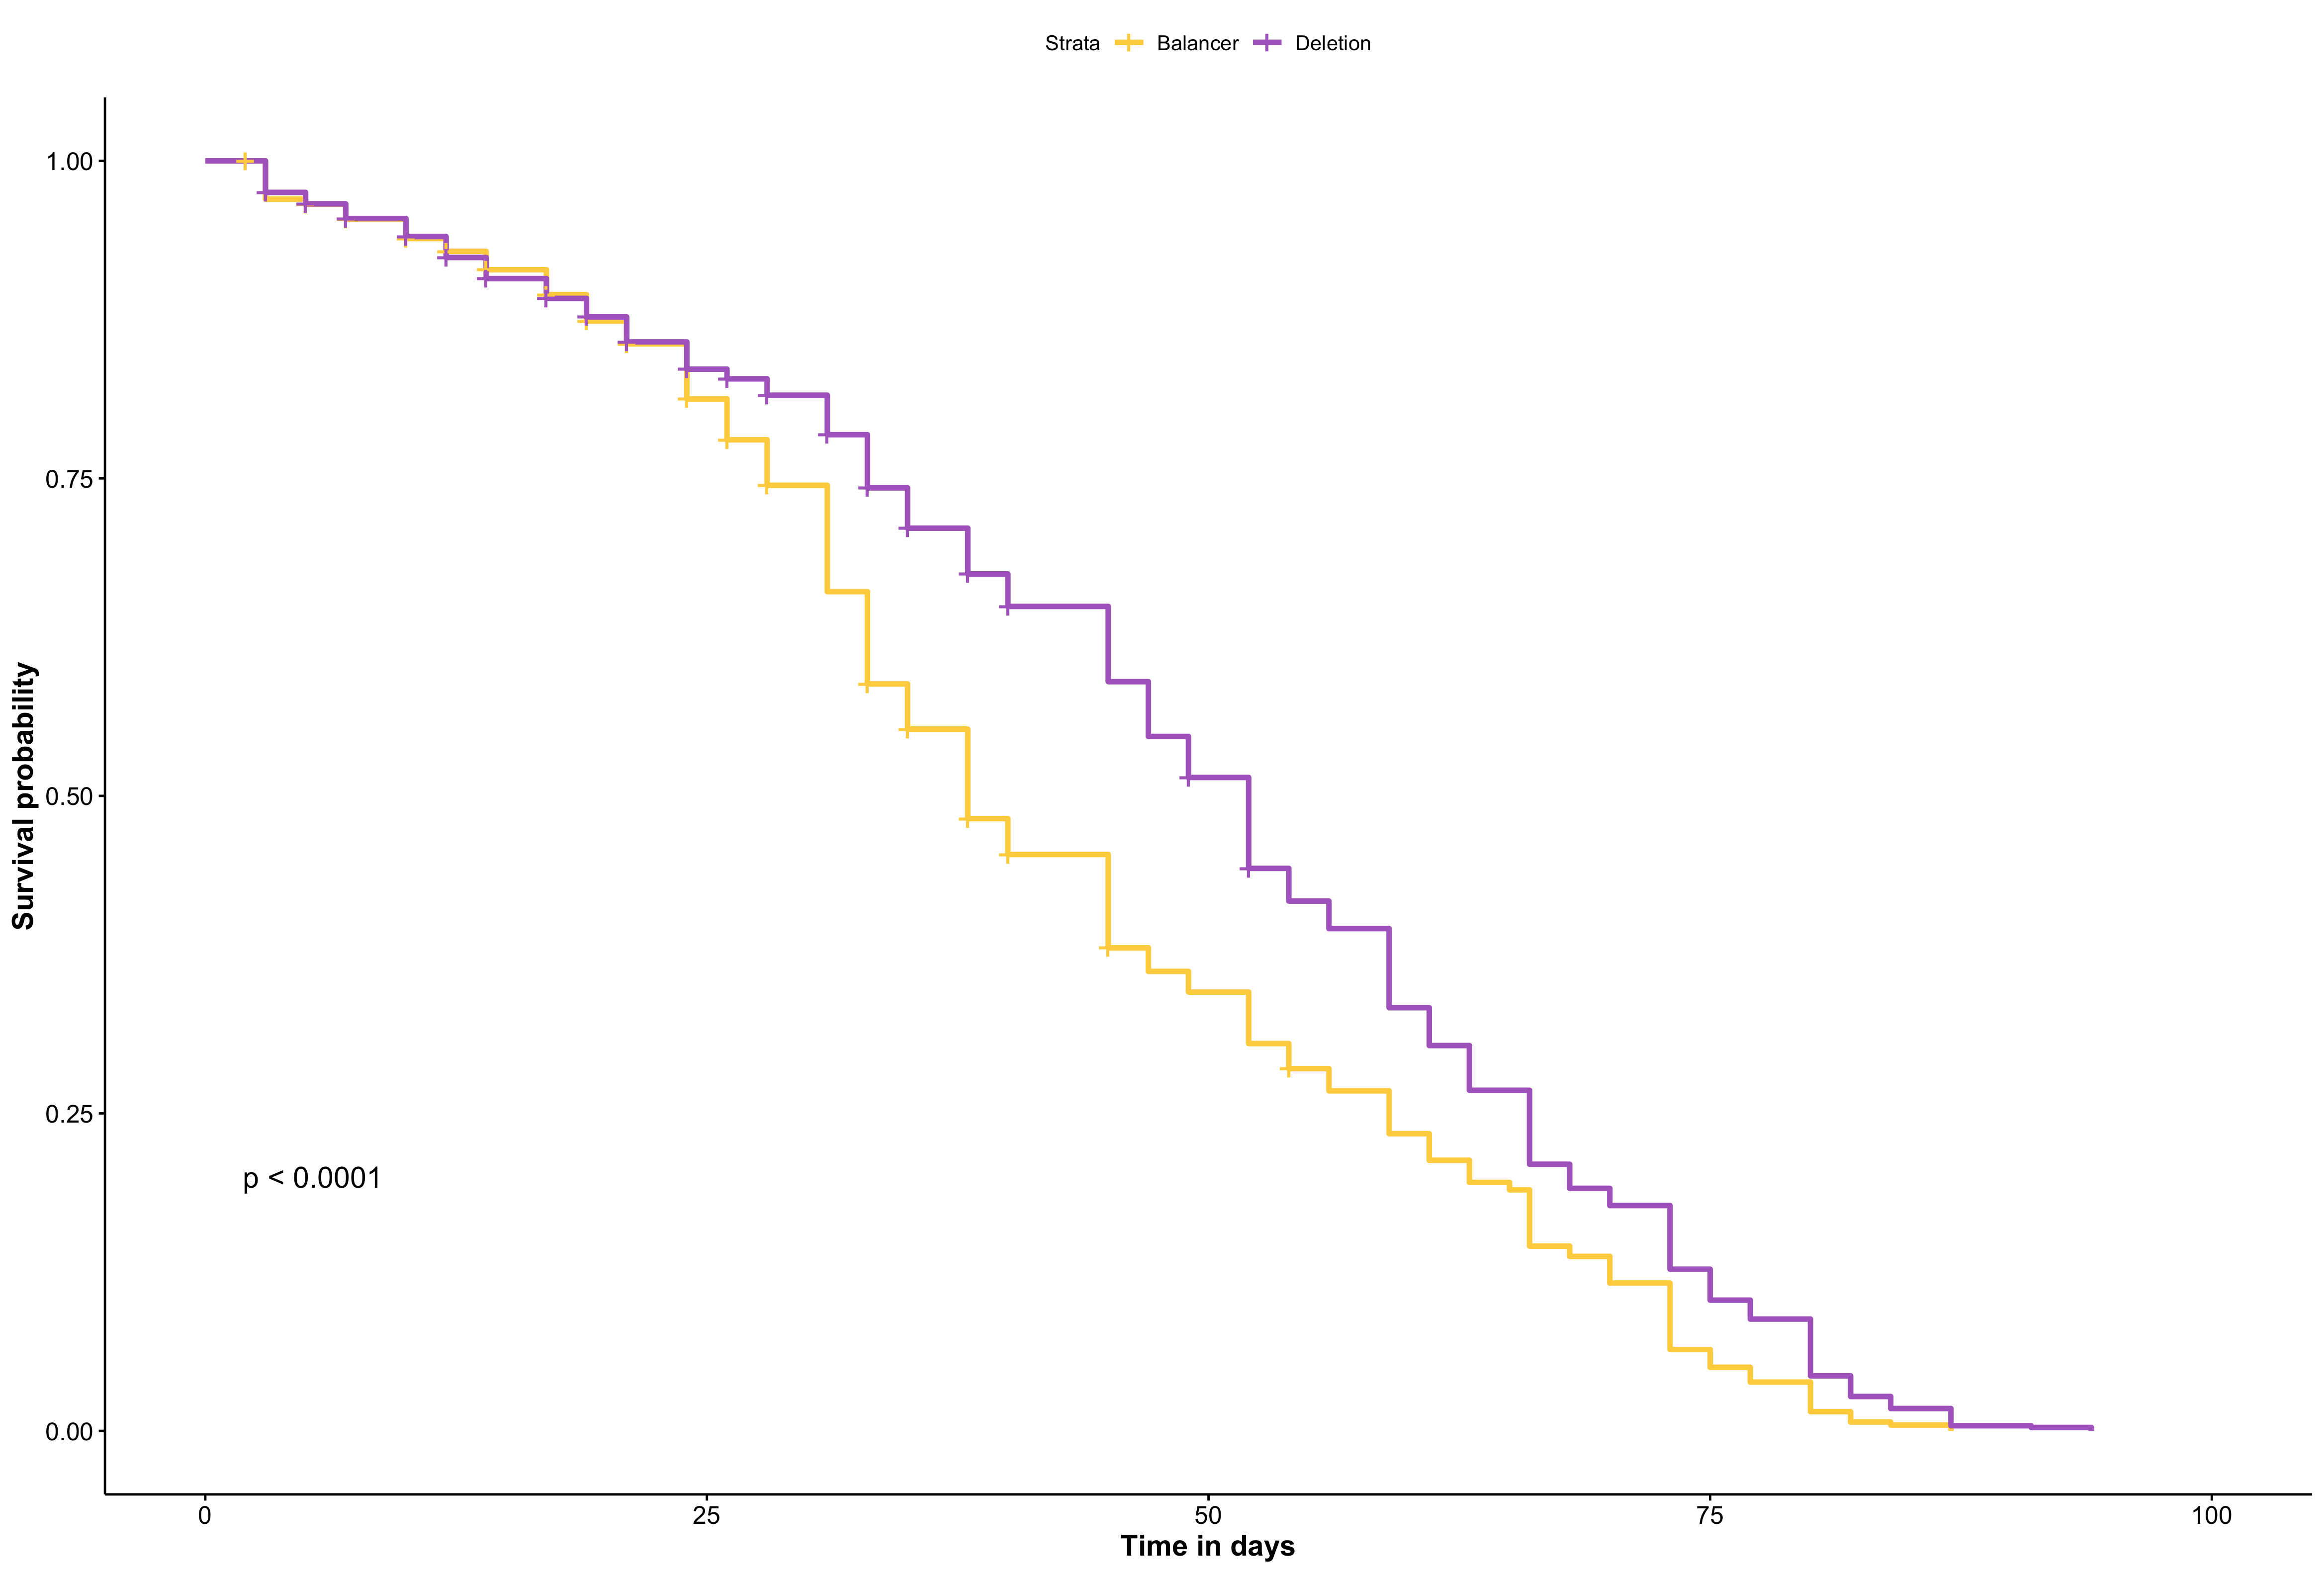 Strata Balancer Deletion
1.00
0.75
0.50
0.25
0.00
Survival probability
p < 0.0001
0 25 50 75 100
Time in days